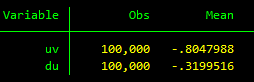 Variable Obs Mean
uv 100,000 -.8047988
du 100,000 -.3199516